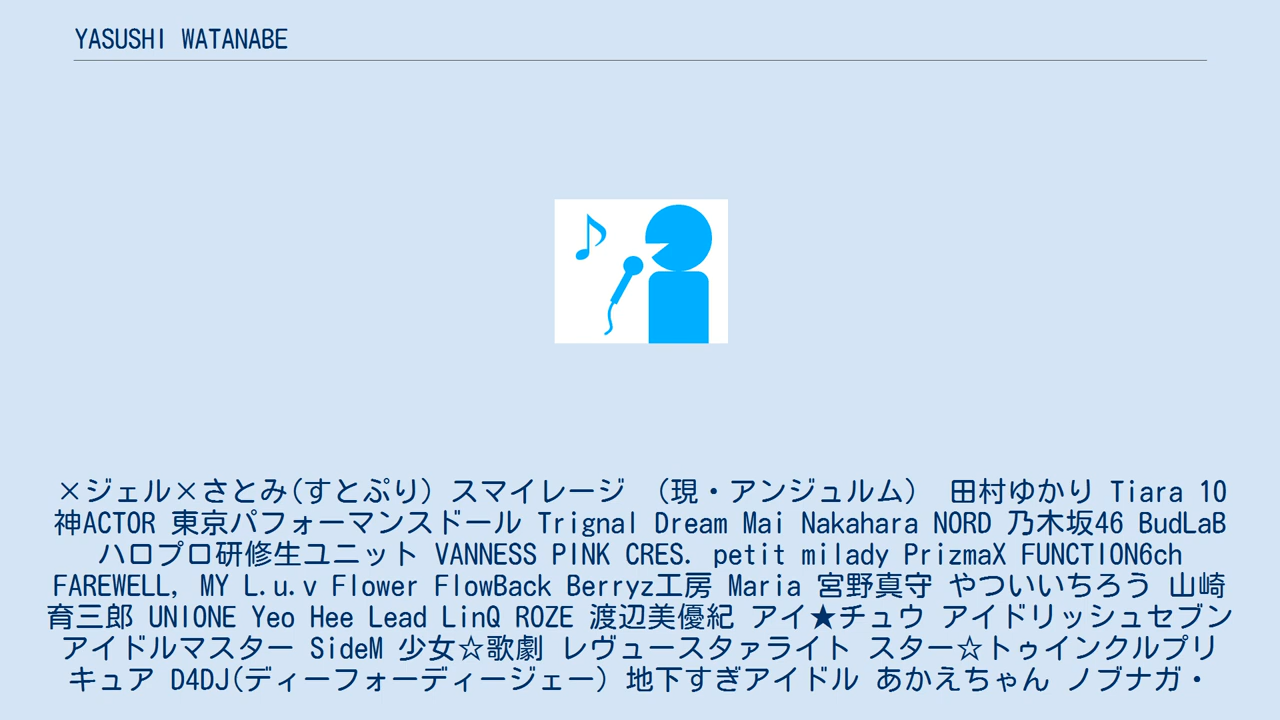 YASUSHI WATANABE
×ジェル×さとみ(すとぷり) スマイレージ （現・アンジュルム） 田村ゆかり Tiara 10
神ACTOR 東京パフォーマンスドール Trignal Dream Mai Nakahara NORD 乃木坂46 BudLaB
ハロプロ研修生ユニット VANNESS PINK CRES. petit milady PrizmaX FUNCTION6ch
FAREWELL, MY L.u.v Flower FlowBack Berryz工房 Maria 宮野真守 やついいちろう 山崎
育三郎 UNIONE Yeo Hee Lead LinQ ROZE 渡辺美優紀 アイ★チュウ アイドリッシュセブン
アイドルマスター SideM 少女☆歌劇 レヴュースタァライト スター☆トゥインクルプリ
キュア D4DJ(ディーフォーディージェー) 地下すぎアイドル あかえちゃん ノブナガ・